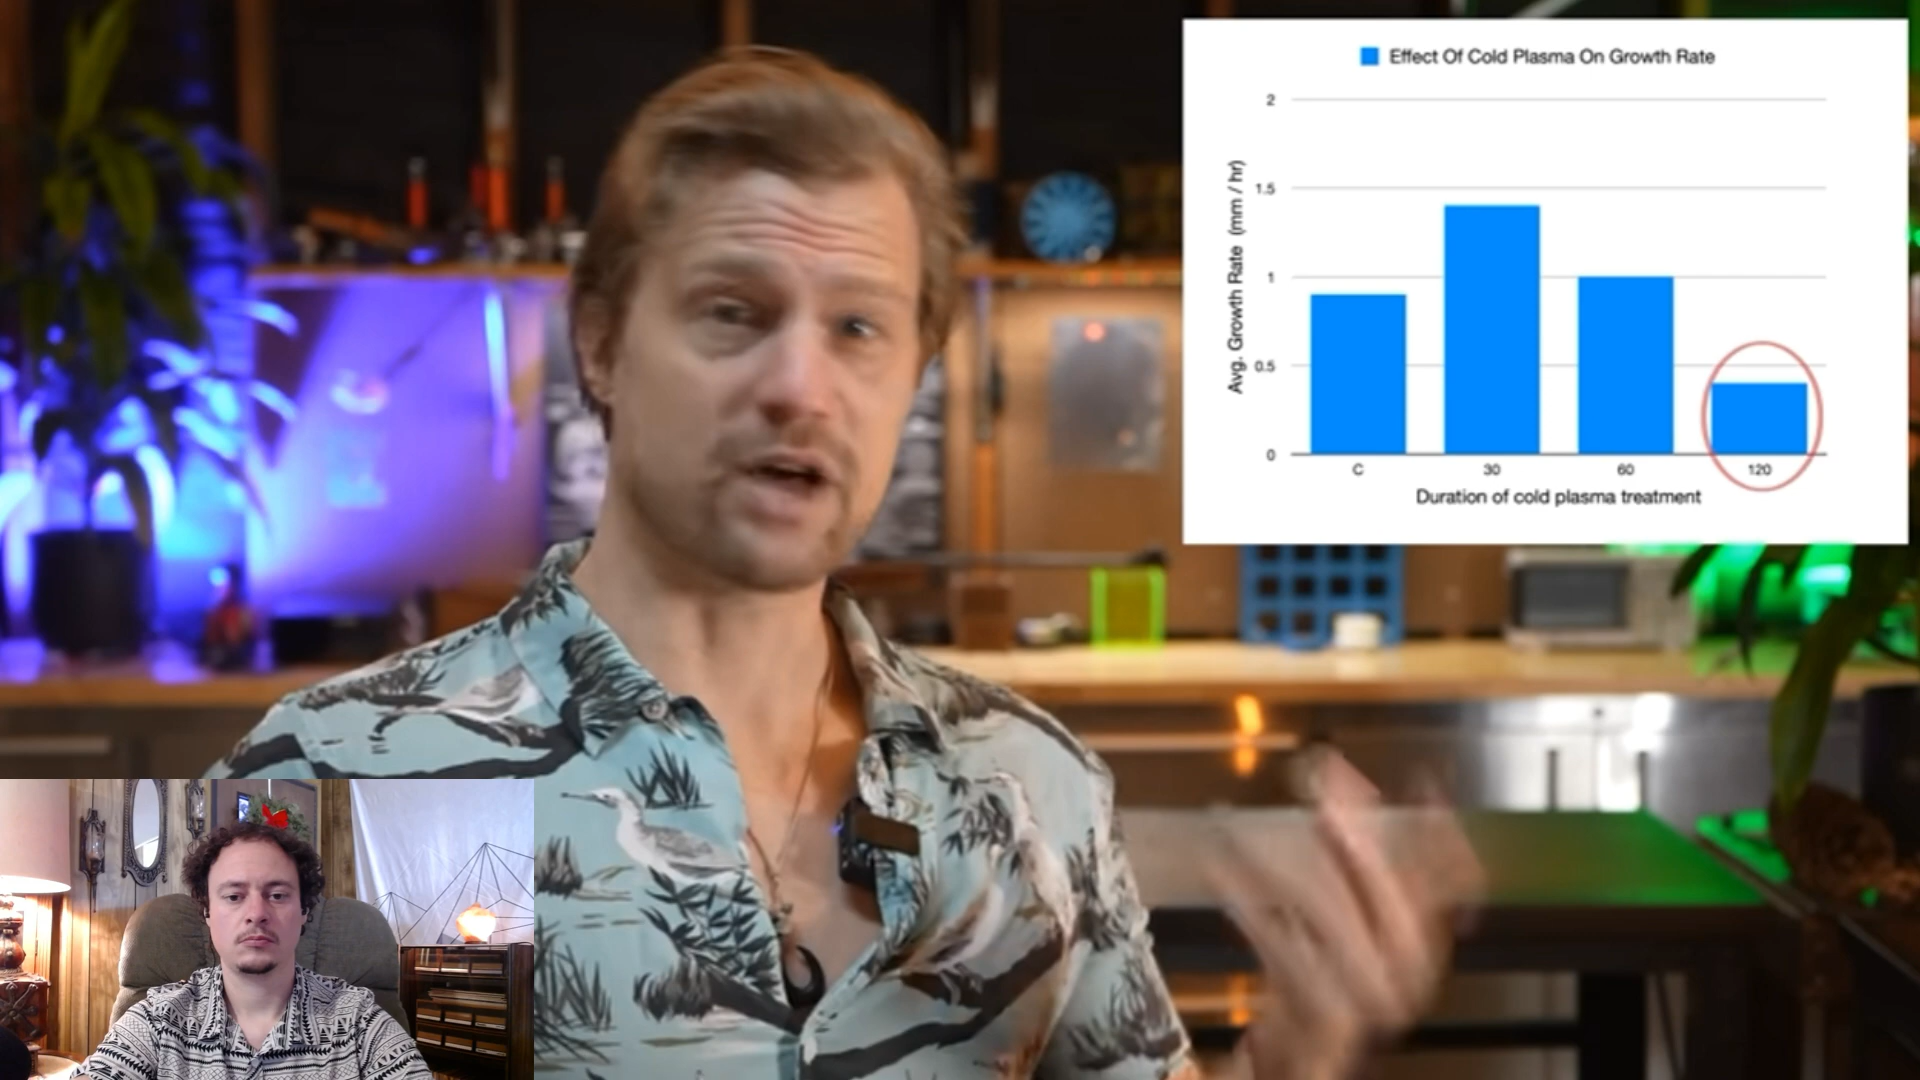 Effect Of Cold Plasma On Growth Rate
2
1.5
1
0.5
0
Avg. Growth Rate (mm / hr)
C
30
60
120
Duration of cold plasma treatment